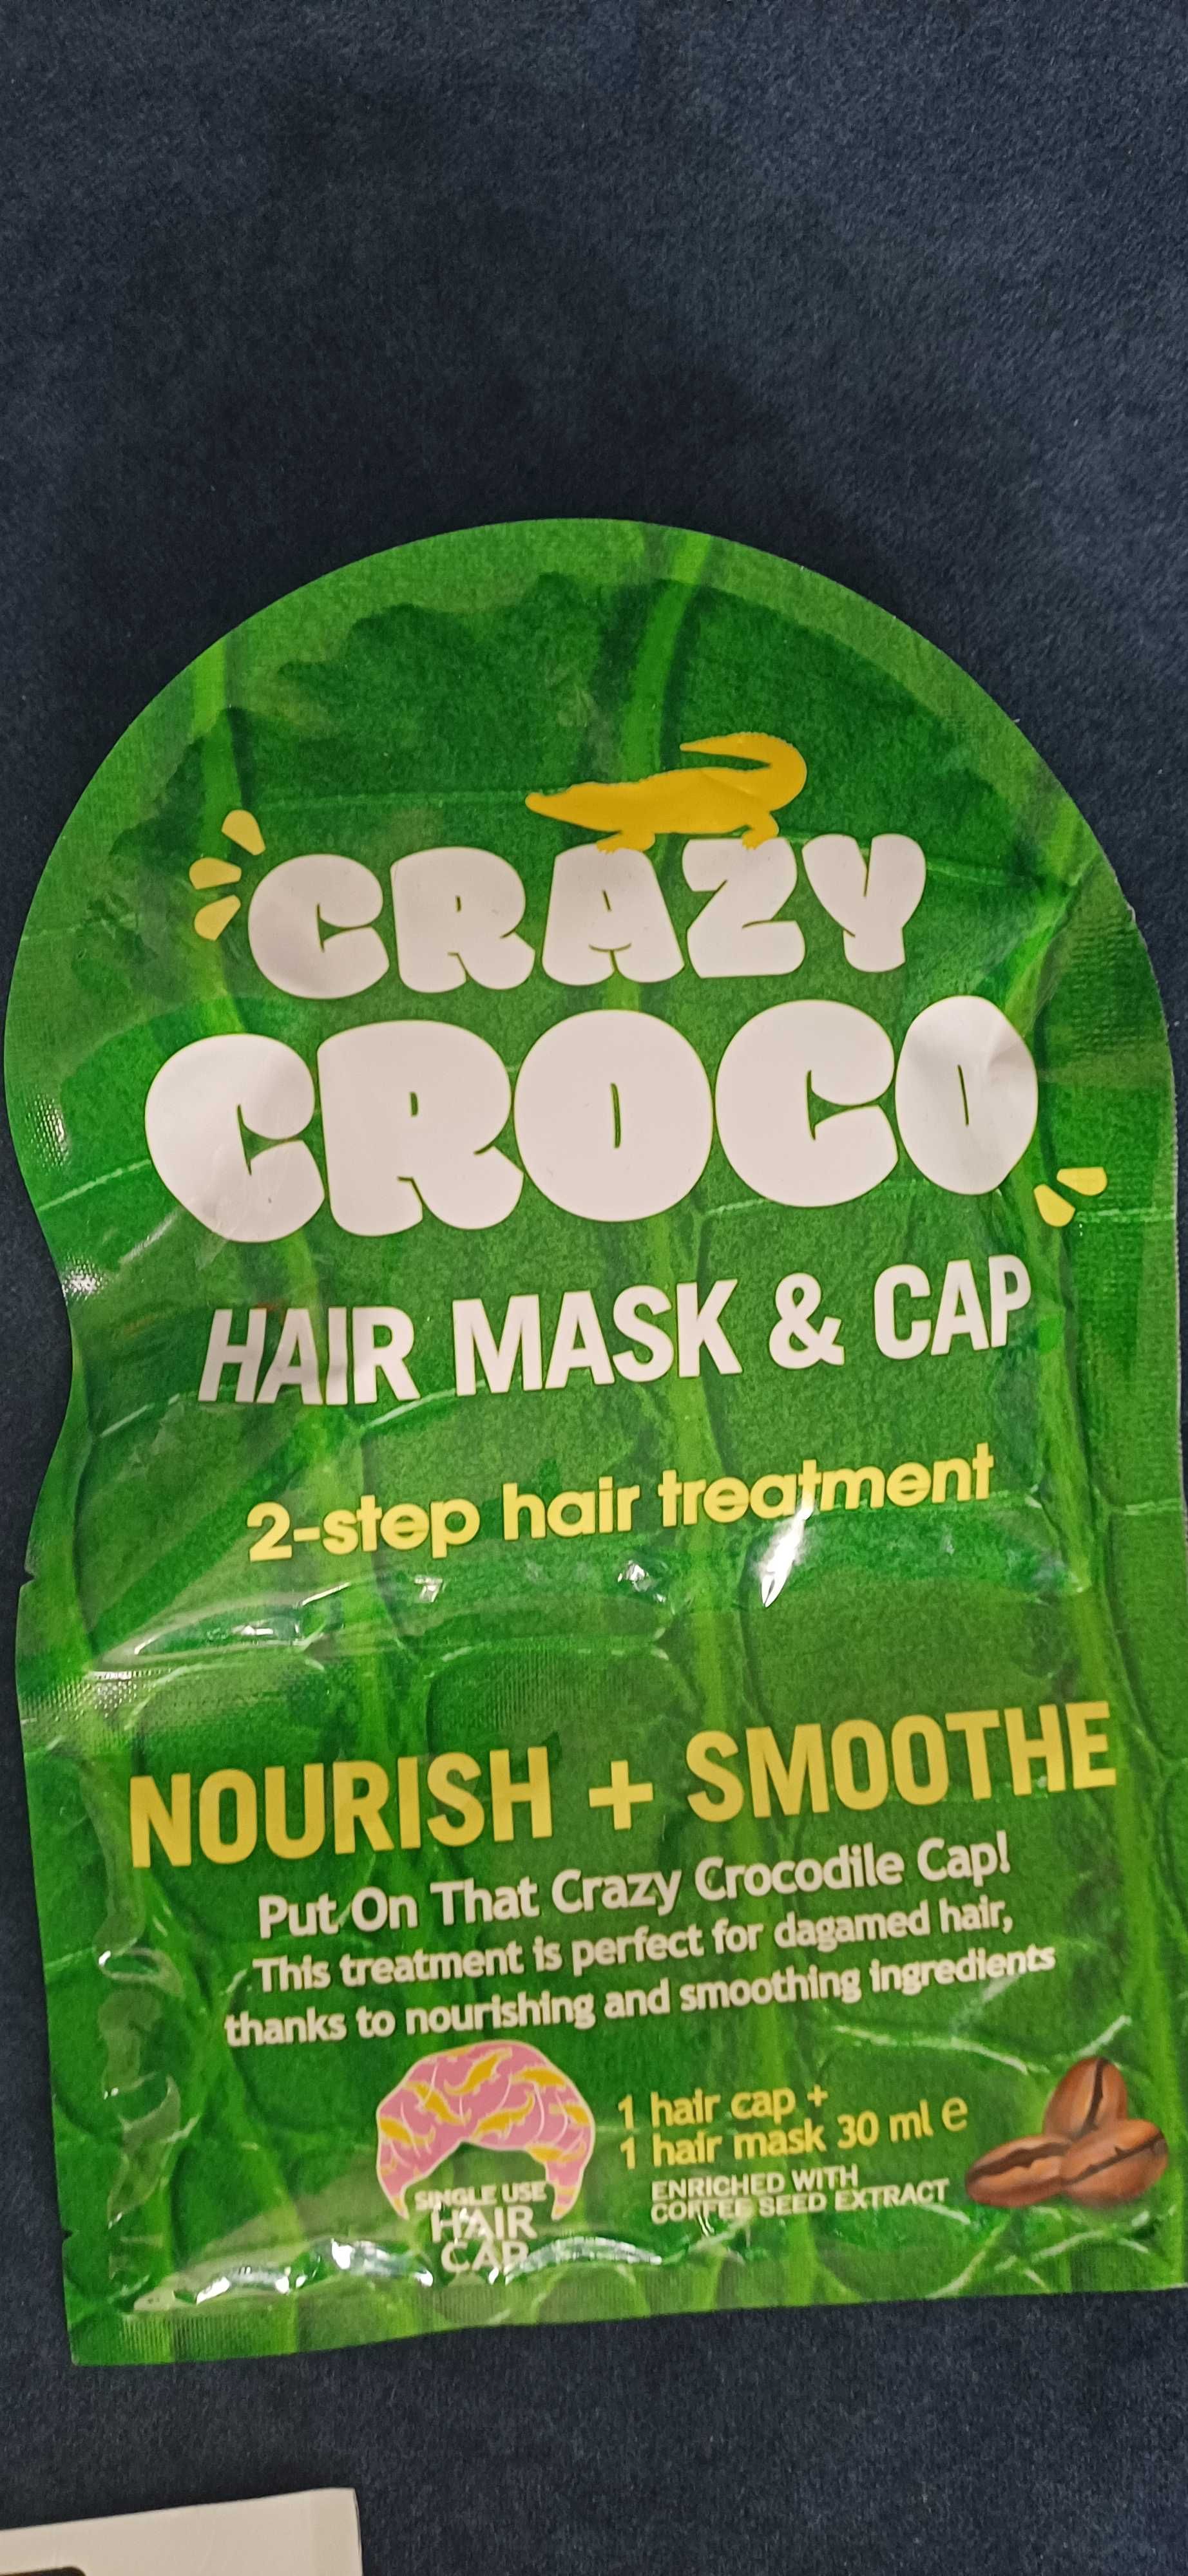 CRAZY
CROCO
HAIR MASK & CAP
2-step hair treatment
NOURISH + SMOOTHE
Put On That Crazy Crocodile Cap!
This treatment is perfect for dagamed hair,
thanks to nourishing and smoothing ingredients
1 hair cap +
1 hair mask 30 ml e
ENRICHED WITH
COFFEE SEED EXTRACT
SINGLE USE
HAIR
CAP